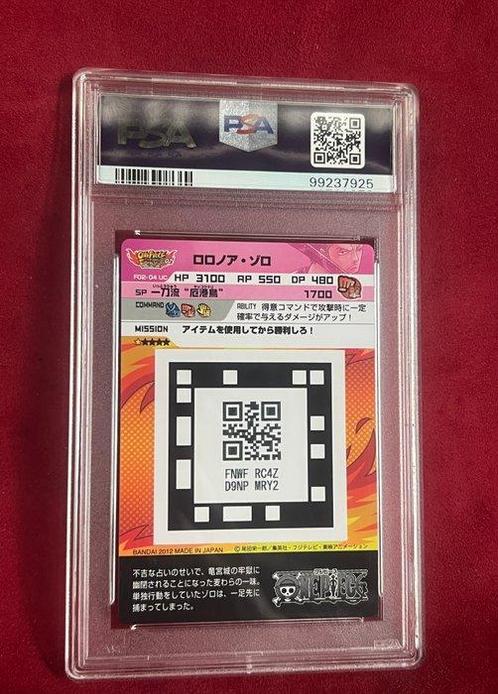 PSA
PSA
99237925
ロロノア・ゾロ
F02-04 UC HP 3100 RP 550 DP 480
SP 一刀流 "厄港鳥" 1700
COMMAND
ABILITY 得意コマンドで攻撃時に一定
確率で与えるダメージがアップ!
MISSION アイテムを使用してから勝利しろ!
FNWF RC4Z
D9NP MRY2
BANDAI 2012 MADE IN JAPAN ©尾田栄一郎/集英社・フジテレビ・東映アニメーション
不吉な占いのせいで、竜宮城の牢獄に
幽閉されることになった麦わらの一味。
単独行動をしていたゾロは、一足先に
捕まってしまった。
ONE PIECE